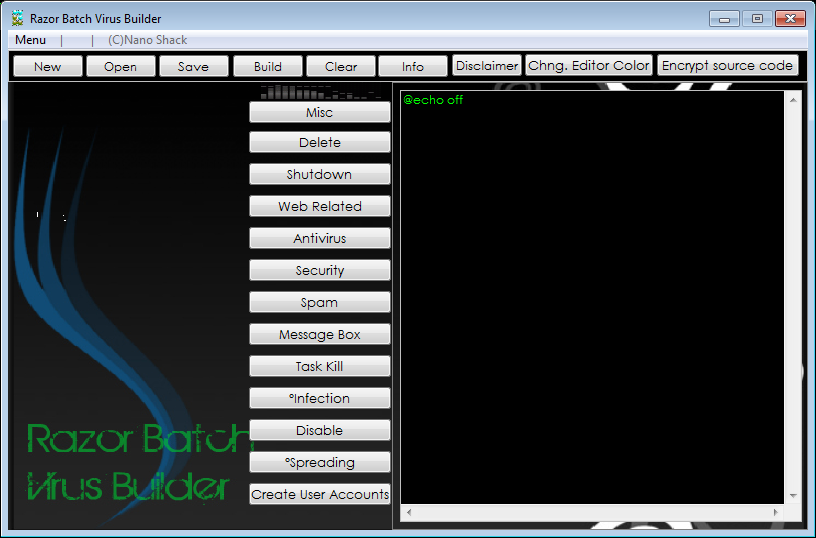 Razor Batch Virus Builder
Menu | | (C)Nano Shack
New Open Save Build Clear Info Disclaimer Chng. Editor Color Encrypt source code
Misc
Delete
Shutdown
Web Related
Antivirus
Security
Spam
Message Box
Task Kill
°Infection
Disable
°Spreading
Create User Accounts
@echo off
Razor Batch
Virus Builder